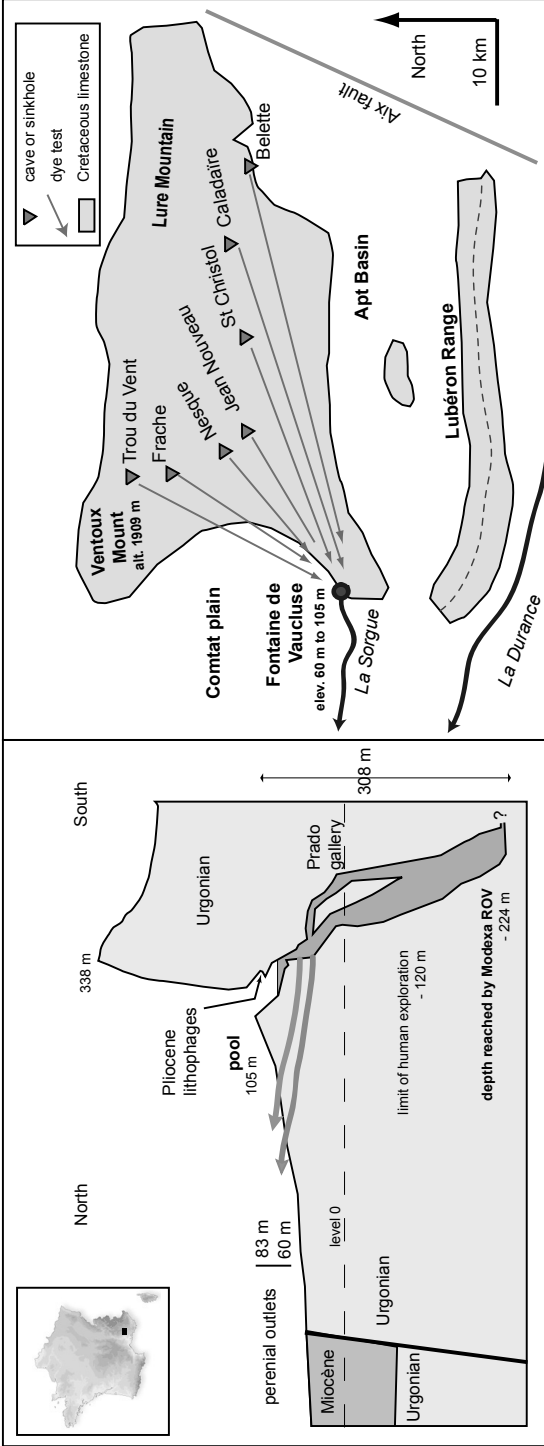 North
South
338 m
Urgonian
Pliocene
lithophages
pool
105 m
perenial outlets
83 m
60 m
level 0
Prado
gallery
308 m
limit of human exploration
- 120 m
depth reached by Modexa ROV
- 224 m
?
Miocène
Urgonian
Urgonian
cave or sinkhole
dye test
Cretaceous limestone
Ventoux
Mount
alt. 1909 m
Trou du Vent
Frache
Nesque
Jean Nouveau
St Christol
Caladaïre
Belette
Lure Mountain
Comtat plain
Fontaine de
Vaucluse
elev. 60 m to 105 m
La Sorgue
Apt Basin
Aix fault
Lubéron Range
La Durance
North
10 km